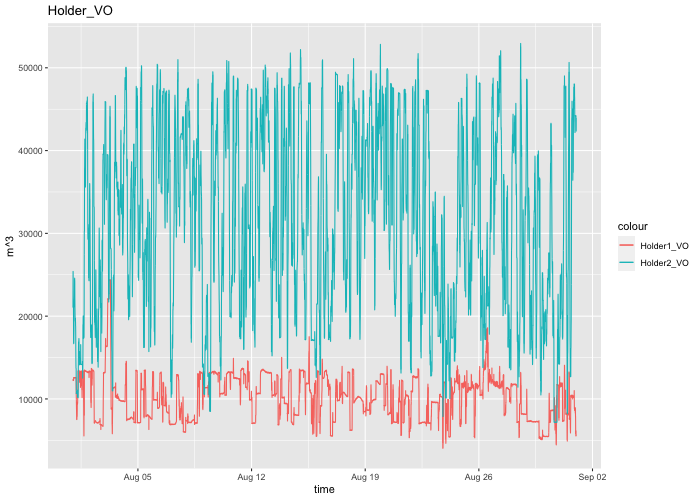 Holder_VO
m^3
50000
40000
30000
20000
10000
Aug 05
Aug 12
Aug 19
Aug 26
Sep 02
time
colour
Holder1_VO
Holder2_VO